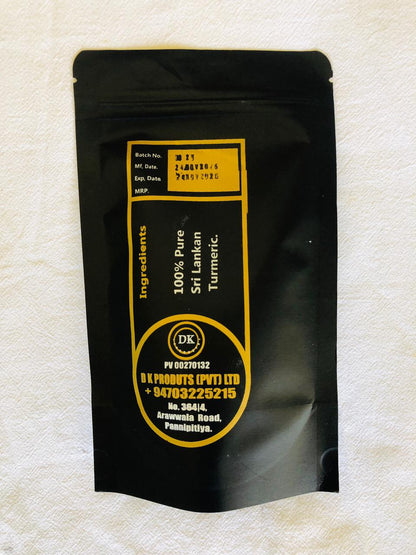 Batch No.
Mf, Date.
Exp, Date
MRP.
Ingredients
100% Pure
Sri Lankan
Turmeric.
DK
PV 00270132
D K PRODUTS (PVT) LTD
+ 94703225215
No. 364|4,
Arawwala Road,
Pannipitiya.